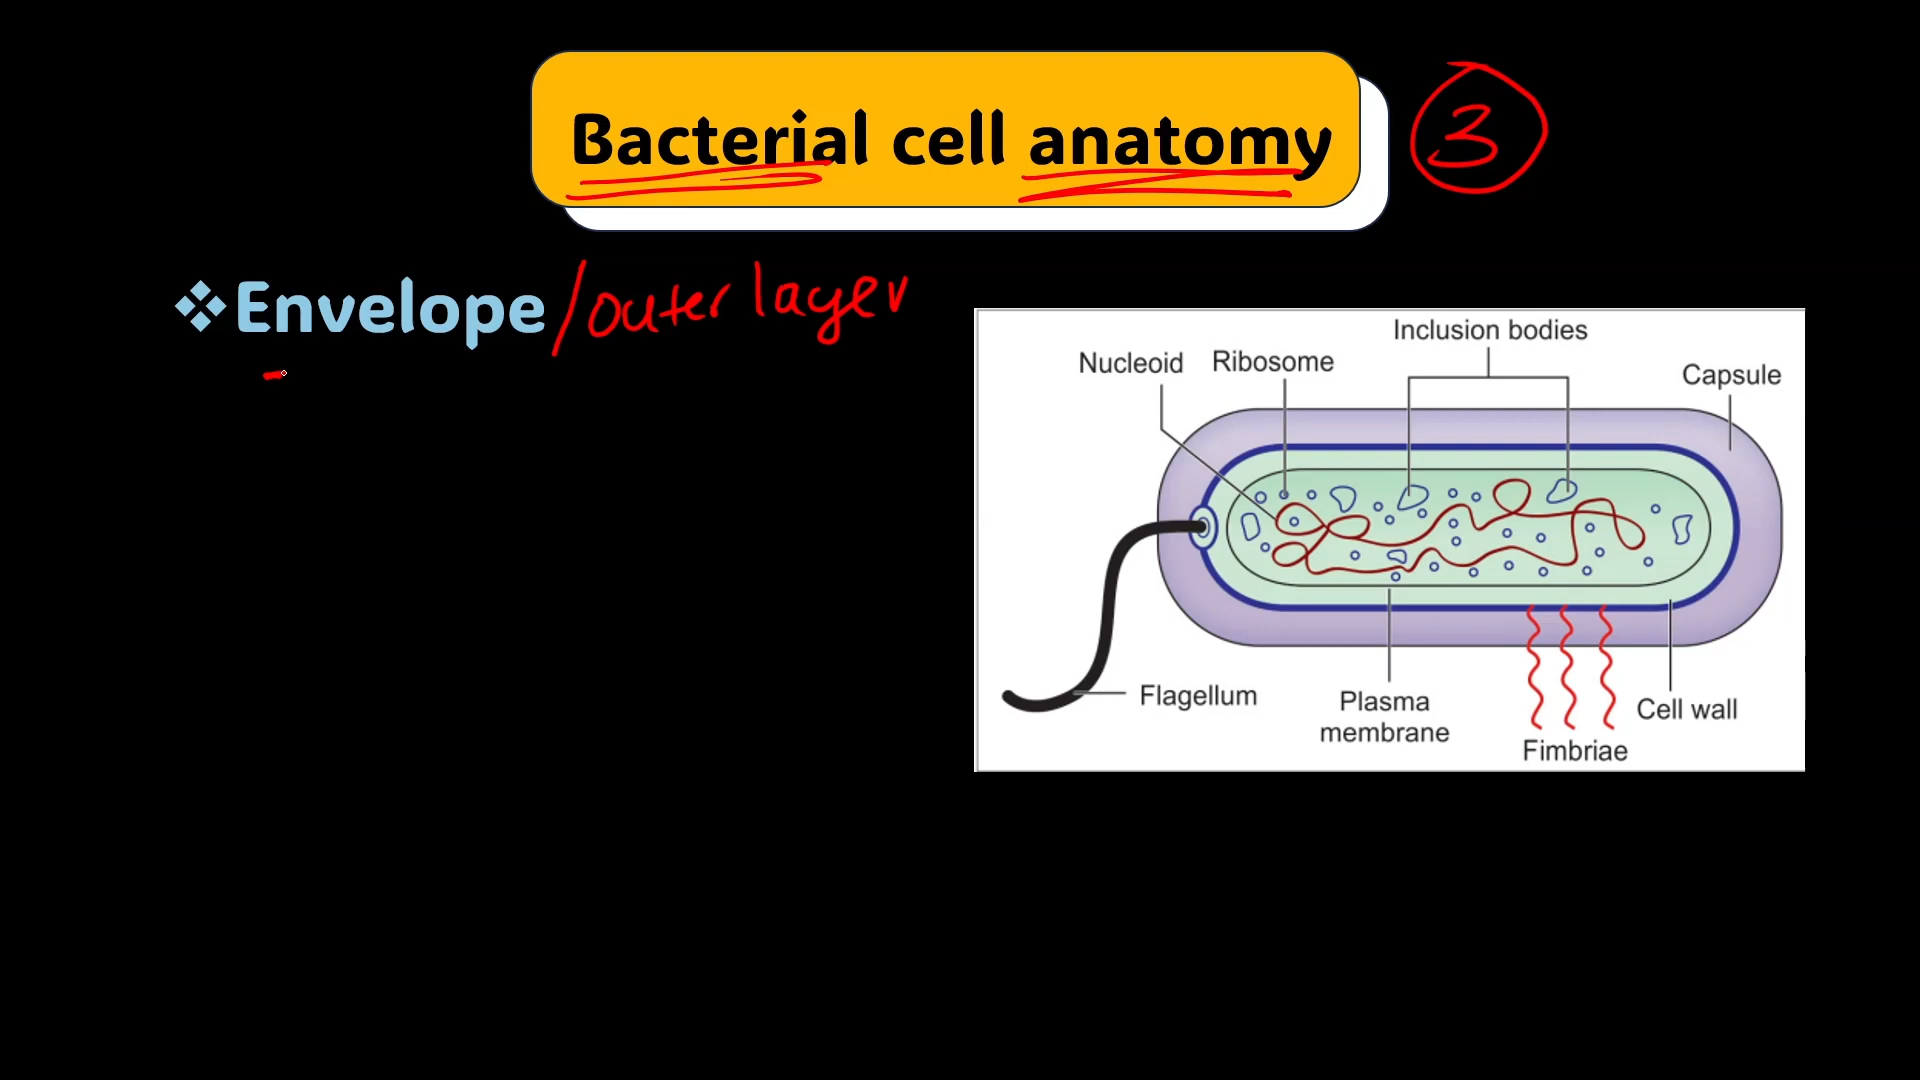 Bacterial cell anatomy 3
❖Envelope/outer layer
Inclusion bodies
Nucleoid Ribosome
Capsule
Flagellum
Plasma
membrane
Cell wall
Fimbriae